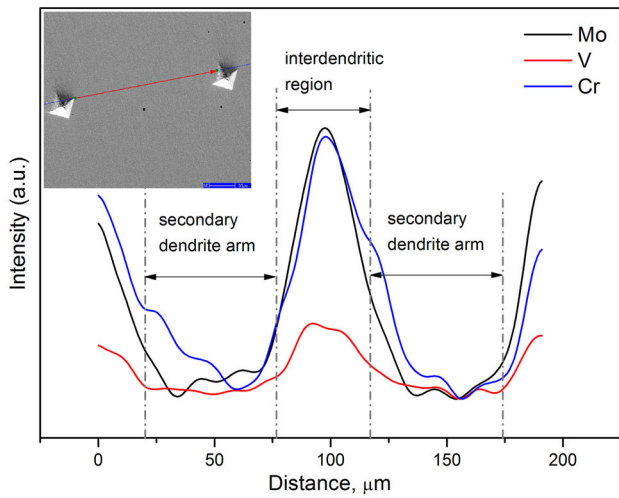 interdendritic
region
Mo
V
Cr
secondary
dendrite arm
secondary
dendrite arm
Intensity (a.u.)
0
50
100
150
200
Distance, μm